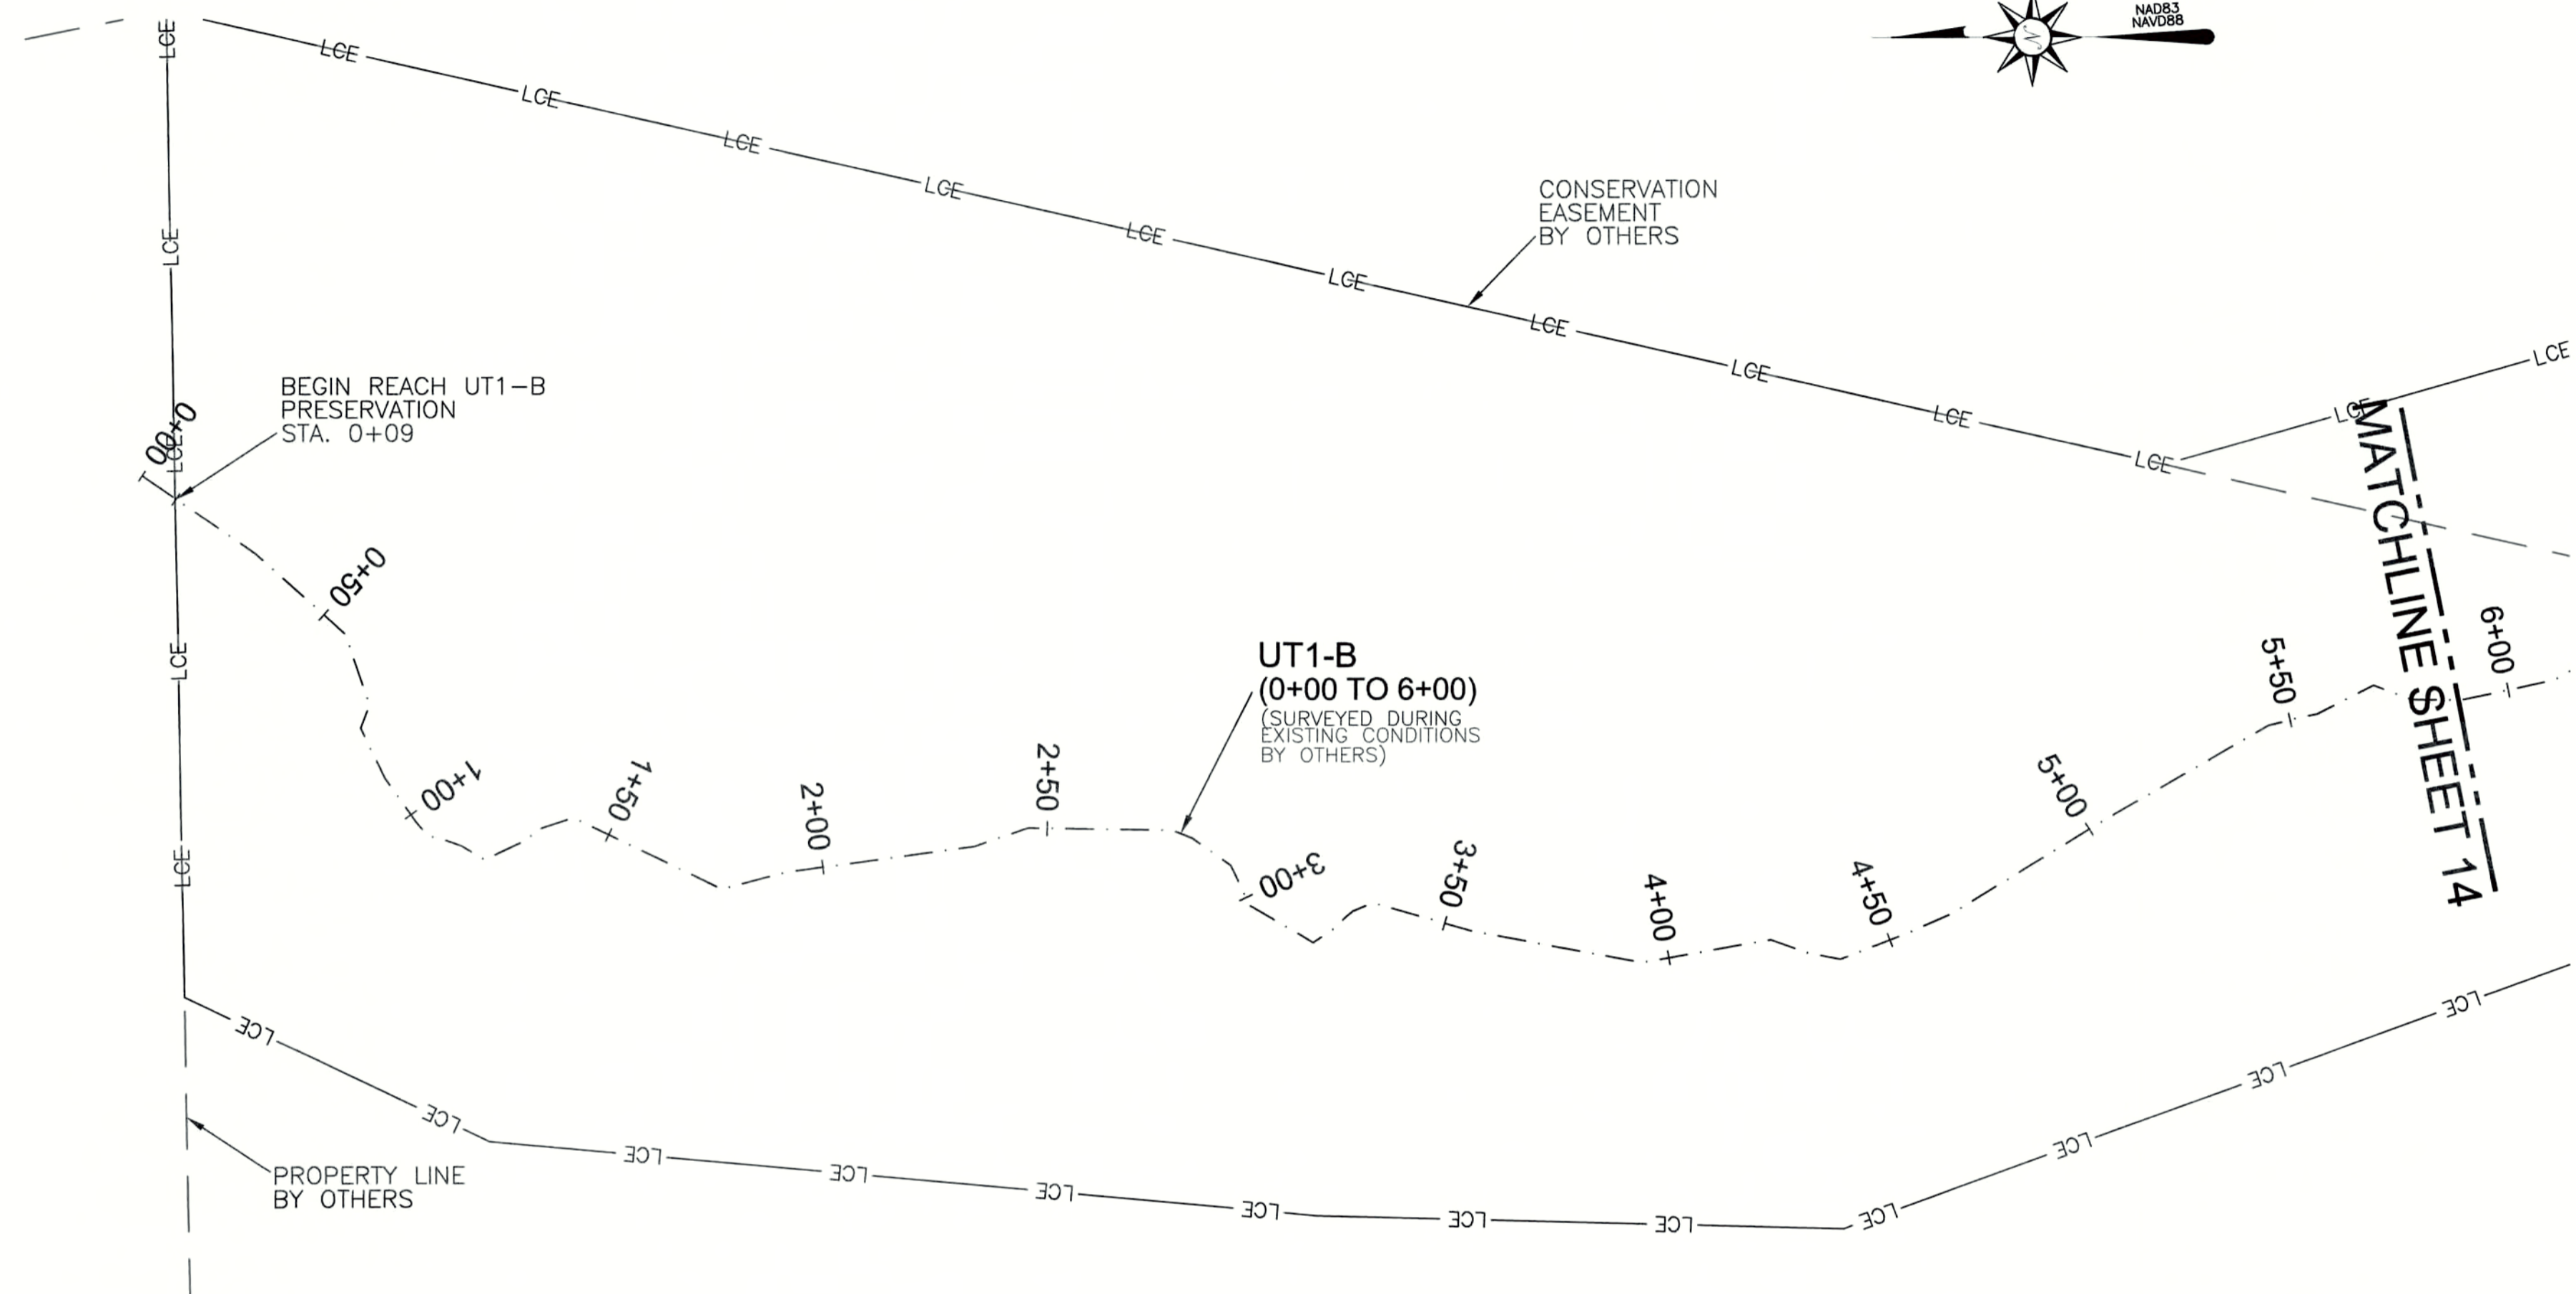 NAD83
NAVD88
LCE
LCE
LCE
LCE
LCE
LCE
LCE
LCE
LCE
LCE
LCE
LCE
LCE
CONSERVATION
EASEMENT
BY OTHERS
LCE
LCE
BEGIN REACH UT1-B
PRESERVATION
STA. 0+09
0+00
LCE
0+50
LCE
LCE
UT1-B
(0+00 TO 6+00)
(SURVEYED DURING
EXISTING CONDITIONS
BY OTHERS)
1+00
1+50
2+00
2+50
3+00
3+50
4+00
4+50
5+00
5+50
6+00
MATCHLINE SHEET 14
LCE
LCE
LCE
LCE
LCE
LCE
LCE
LCE
LCE
LCE
LCE
LCE
PROPERTY LINE
BY OTHERS